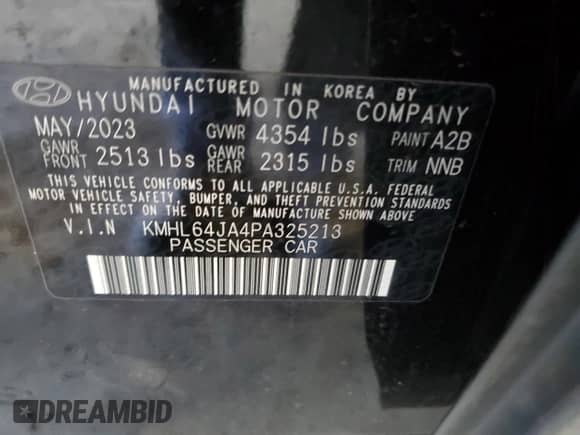 MANUFACTURED IN KOREA BY
HYUNDAI MOTOR COMPANY
MAY/2023 GVWR 4354 lbs PAINT A2B
GAWR FRONT 2513 lbs GAWR REAR 2315 lbs TRIM NNB
THIS VEHICLE CONFORMS TO ALL APPLICABLE U.S.A. FEDERAL
MOTOR VEHICLE SAFETY, BUMPER, AND THEFT PREVENTION
STANDARDS IN EFFECT ON THE DATE OF MANUFACTURE SHOWN ABOVE
V.I.N KMHL64JA4PA325213
PASSENGER CAR
DREAMBID